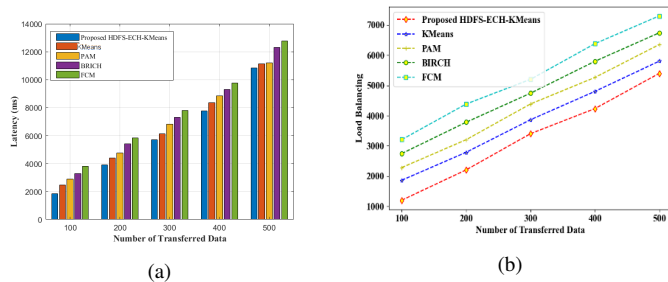 Proposed HDFS-ECH-KMeans
KMeans
PAM
BRICH
FCM
14000
12000
10000
8000
6000
4000
2000
0
Latency (ms)
100 200 300 400 500
Number of Transferred Data
(a)
Proposed HDFS-ECH-KMeans
KMeans
PAM
BIRCH
FCM
7000
6000
5000
4000
3000
2000
1000
Load Balancing
100 200 300 400 500
Number of Transferred Data
(b)